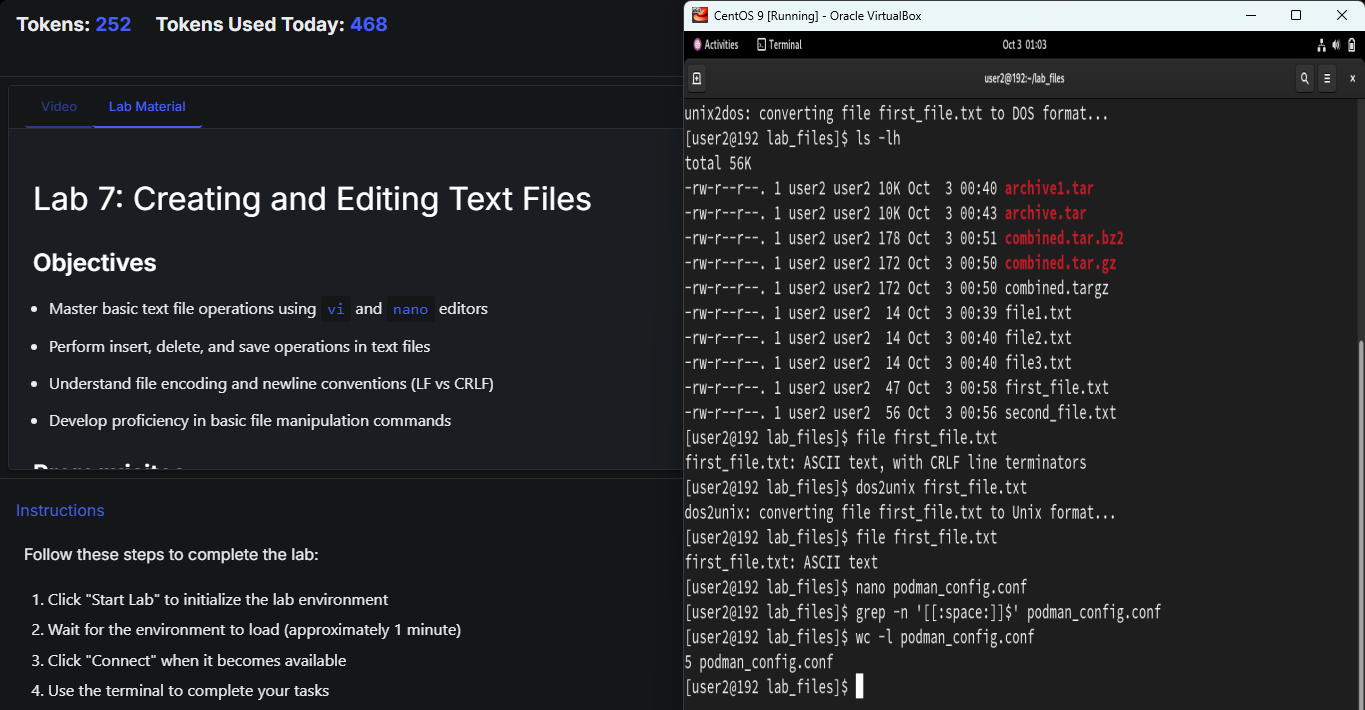 Tokens: 252 Tokens Used Today: 468
Video Lab Material
Lab 7: Creating and Editing Text Files
Objectives
Master basic text file operations using vi and nano editors
Perform insert, delete, and save operations in text files
Understand file encoding and newline conventions (LF vs CRLF)
Develop proficiency in basic file manipulation commands
Instructions
Follow these steps to complete the lab:
1. Click "Start Lab" to initialize the lab environment
2. Wait for the environment to load (approximately 1 minute)
3. Click "Connect" when it becomes available
4. Use the terminal to complete your tasks
CentOS 9 [Running] - Oracle VirtualBox
Activities Terminal Oct 3 01:03
user2@192:~/lab_files
unix2dos: converting file first_file.txt to DOS format...
[user2@192 lab_files]$ ls -lh
total 56K
-rw-r--r--. 1 user2 user2 10K Oct  3 00:40 archive1.tar
-rw-r--r--. 1 user2 user2 10K Oct  3 00:43 archive.tar
-rw-r--r--. 1 user2 user2 178 Oct  3 00:51 combined.tar.bz2
-rw-r--r--. 1 user2 user2 172 Oct  3 00:50 combined.tar.gz
-rw-r--r--. 1 user2 user2 172 Oct  3 00:50 combined.targz
-rw-r--r--. 1 user2 user2  14 Oct  3 00:39 file1.txt
-rw-r--r--. 1 user2 user2  14 Oct  3 00:40 file2.txt
-rw-r--r--. 1 user2 user2  14 Oct  3 00:40 file3.txt
-rw-r--r--. 1 user2 user2  47 Oct  3 00:58 first_file.txt
-rw-r--r--. 1 user2 user2  56 Oct  3 00:56 second_file.txt
[user2@192 lab_files]$ file first_file.txt
first_file.txt: ASCII text, with CRLF line terminators
[user2@192 lab_files]$ dos2unix first_file.txt
dos2unix: converting file first_file.txt to Unix format...
[user2@192 lab_files]$ file first_file.txt
first_file.txt: ASCII text
[user2@192 lab_files]$ nano podman_config.conf
[user2@192 lab_files]$ grep -n '[[:space:]]$' podman_config.conf
[user2@192 lab_files]$ wc -l podman_config.conf
5 podman_config.conf
[user2@192 lab_files]$